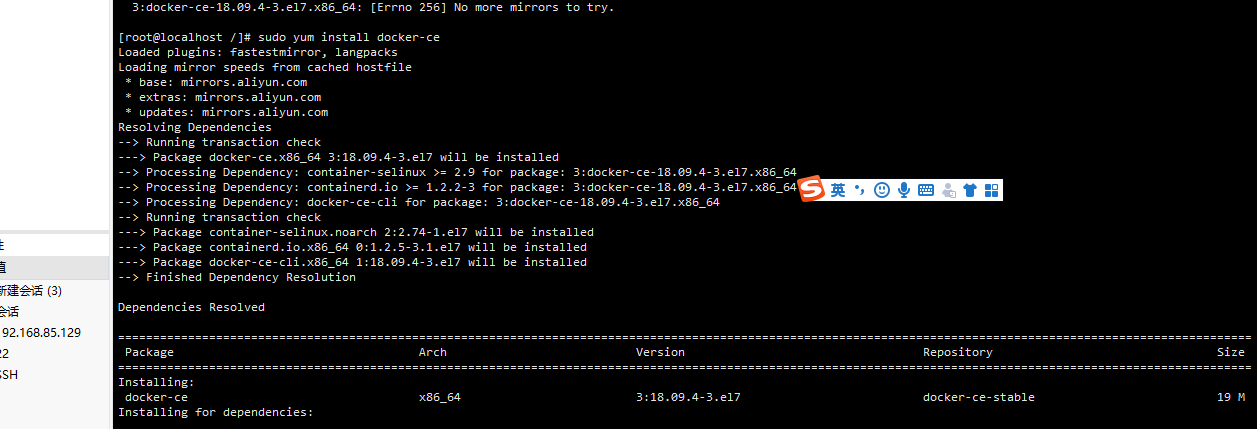 3:docker-ce-18.09.4-3.el7.x86_64: [Errno 256] No more mirrors to try.
[root@localhost /]# sudo yum install docker-ce
Loaded plugins: fastestmirror, langpacks
Loading mirror speeds from cached hostfile
* base: mirrors.aliyun.com
* extras: mirrors.aliyun.com
* updates: mirrors.aliyun.com
Resolving Dependencies
--> Running transaction check
---> Package docker-ce.x86_64 3:18.09.4-3.el7 will be installed
--> Processing Dependency: container-selinux >= 2.9 for package: 3:docker-ce-18.09.4-3.el7.x86_64
--> Processing Dependency: containerd.io >= 1.2.2-3 for package: 3:docker-ce-18.09.4-3.el7.x86_64
英
--> Processing Dependency: docker-ce-cli for package: 3:docker-ce-18.09.4-3.el7.x86_64
--> Running transaction check
---> Package container-selinux.noarch 2:2.74-1.el7 will be installed
---> Package containerd.io.x86_64 0:1.2.5-3.1.el7 will be installed
---> Package docker-ce-cli.x86_64 1:18.09.4-3.el7 will be installed
--> Finished Dependency Resolution
Dependencies Resolved
Package Arch Version Repository Size
Installing:
docker-ce x86_64 3:18.09.4-3.el7 docker-ce-stable 19 M
Installing for dependencies:
值
新建会话 (3)
会话
92.168.85.129
22
SSH